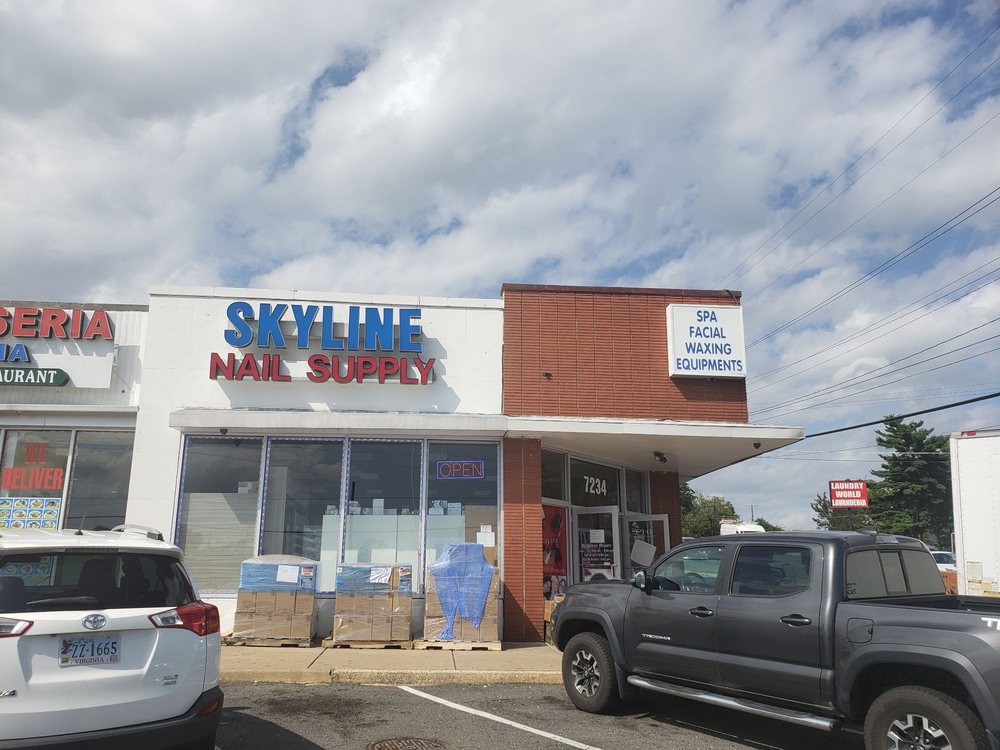 SERIA
IA
AURANT
WE
DELIVER
SKYLINE
NAIL SUPPLY
OPEN
SPA
FACIAL
WAXING
EQUIPMENTS
7234
LAUNDRY
WORLD
LAVANDERIA
ZZ-1665
VIRGINIA
TACOMA